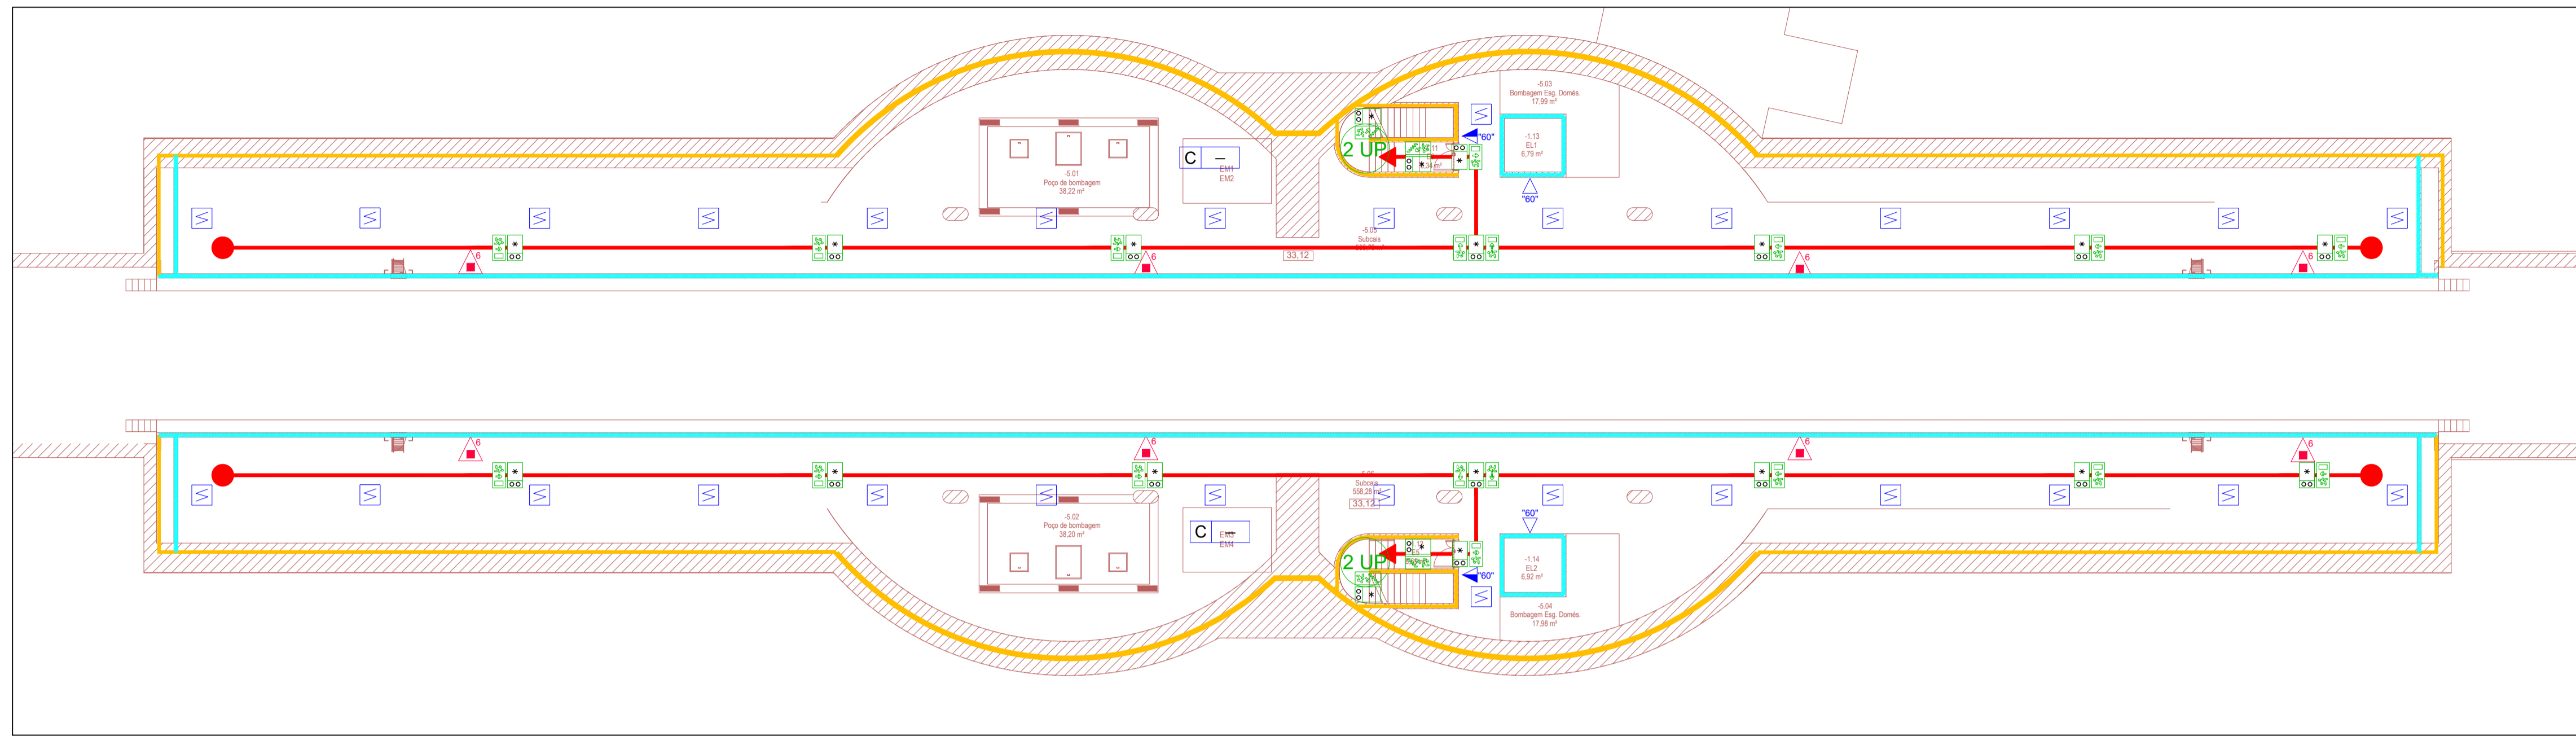 -5.03
Bombagem Esg. Domés.
17,99 m²
"60"
-1.13
EL1
6,79 m²
2 UP
C –
EM1
EM2
-5.01
Poço de bombagem
38,22 m²
"60"
-5.05
Subcais
6
6
33,12
6
6
6
6
6
6
-5.05
Subcais
558,28 m²
33,12
-5.02
Poço de bombagem
38,20 m²
"60"
C –
EM3
EM4
2 UP
-1.14
EL2
6,92 m²
"60"
-5.04
Bombagem Esg. Domés.
17,98 m²